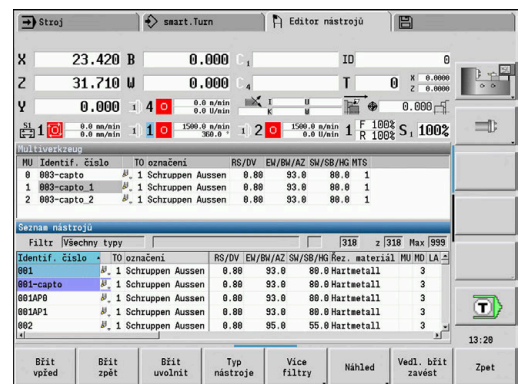 Stroj smart.Turn Editor nástrojů
X 23.420 B 0.000 C 1 ID 0
Z 31.710 W 0.000 C 4 T 0 X 0.0000 Z 0.0000
Y 0.000 1) 4 0 0.0 m/min 0.0 U/min I U K W 0.000
S1 1 0 0.0 mm/min 0.0 mm/min 1) 1 0 1500.0 m/min 360.0 ° 1) 2 0 1500.0 m/min 0.0 U/min 1 F 100% R 100% S1 100%
Multiverkzeug
MU Identif. číslo TO označení RS/DV EW/BW/AZ SW/SB/HG MTS
0 003-capto 1 Schruppen Aussen 0.80 93.0 80.0 1
1 003-capto_1 1 Schruppen Aussen 0.80 93.0 80.0 1
2 003-capto_2 1 Schruppen Aussen 0.80 93.0 80.0 1
Seznam nástrojů
Filtr Všechny typy 318 z 318 Max 999
Identif. číslo TO označení RS/DV EW/BW/AZ SW/SB/HG Řez. materiál MU MD LA
001 1 Schruppen Aussen 0.80 93.0 80.0 Hartmetall 3
001-capto 1 Schruppen Aussen 0.80 93.0 80.0 Hartmetall 3
001AP0 1 Schruppen Aussen 0.80 93.0 80.0 Hartmetall 3
001AP1 1 Schruppen Aussen 0.80 93.0 80.0 Hartmetall 3
002 1 Schruppen Aussen 0.80 95.0 55.0 Hartmetall 3
T
13:20
Břit vpřed Břit zpět Břit uvolnit Typ nástroje Více filtry Náhled Vedl. břit zavést Zpet